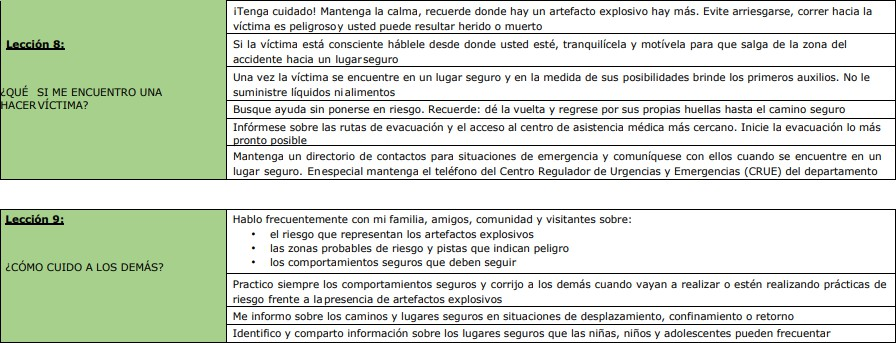 Lección 8:
¿QUÉ SI ME ENCUENTRO UNA
HACER VÍCTIMA?
¡Tenga cuidado! Mantenga la calma, recuerde donde hay un artefacto explosivo hay más. Evite arriesgarse, correr hacia la
víctima es peligroso y usted puede resultar herido o muerto
Si la víctima está consciente háblele desde donde usted esté, tranquilícela y motívela para que salga de la zona del
accidente hacia un lugar seguro
Una vez la víctima se encuentre en un lugar seguro y en la medida de sus posibilidades brinde los primeros auxilios. No le
suministre líquidos ni alimentos
Busque ayuda sin ponerse en riesgo. Recuerde: dé la vuelta y regrese por sus propias huellas hasta el camino seguro
Infórmese sobre las rutas de evacuación y el acceso al centro de asistencia médica más cercano. Inicie la evacuación lo más
pronto posible
Mantenga un directorio de contactos para situaciones de emergencia y comuníquese con ellos cuando se encuentre en un
lugar seguro. En especial mantenga el teléfono del Centro Regulador de Urgencias y Emergencias (CRUE) del departamento
Lección 9:
¿CÓMO CUIDO A LOS DEMÁS?
Hablo frecuentemente con mi familia, amigos, comunidad y visitantes sobre:
• el riesgo que representan los artefactos explosivos
• las zonas probables de riesgo y pistas que indican peligro
• los comportamientos seguros que deben seguir
Practico siempre los comportamientos seguros y corrijo a los demás cuando vayan a realizar o estén realizando prácticas de
riesgo frente a la presencia de artefactos explosivos
Me informo sobre los caminos y lugares seguros en situaciones de desplazamiento, confinamiento o retorno
Identifico y comparto información sobre los lugares seguros que las niñas, niños y adolescentes pueden frecuentar